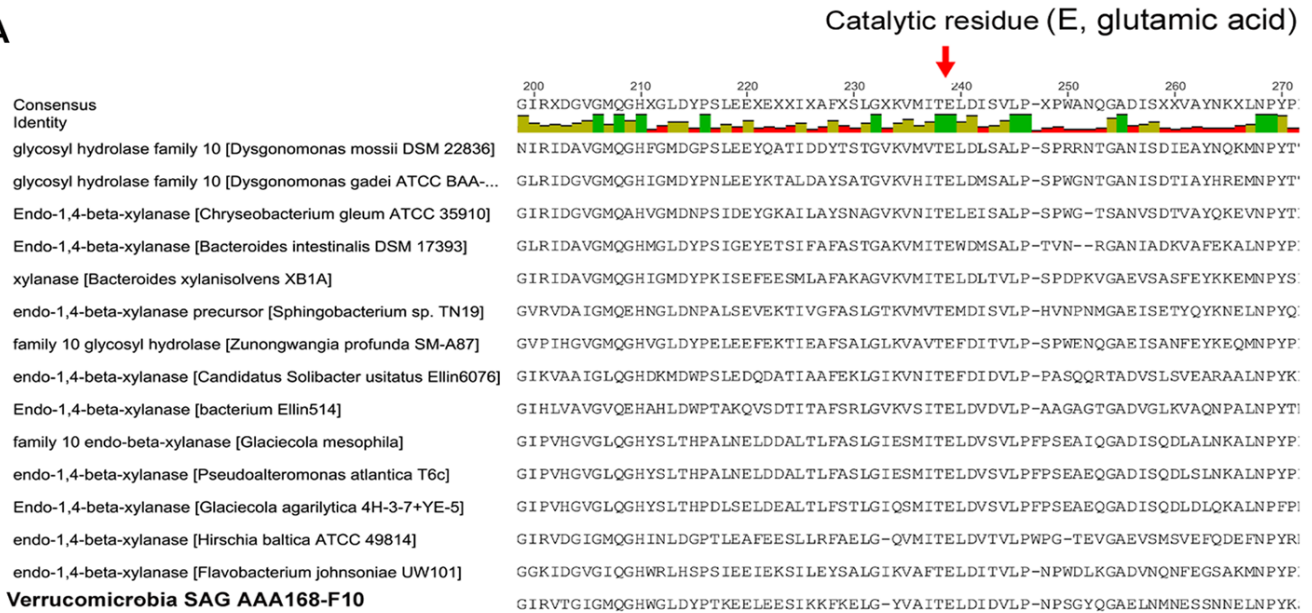 A
Catalytic residue (E, glutamic acid)
200 210 220 230 240 250 260 270
Consensus GIRXDGVGMQGHXGLDYPSLEEXEXXIXAFXSLGXKVMITELDISVLP-XPWANQGADISXXVAYNKXLNPYP
Identity
glycosyl hydrolase family 10 [Dysgonomonas mossii DSM 22836] NIRIDAVGMQGHFGMDGPSLEEYQATIDDYTSTGVKVMVTELDLSALP-SPRRNTGANISDIEAYNQKMNPYT
glycosyl hydrolase family 10 [Dysgonomonas gadei ATCC BAA-... GLRIDGVGMQGHIGMDYPNLEEYKTALDAYSATGVKVHITELDMSALP-SPWGNTGANISDTIAYHREMNPYT
Endo-1,4-beta-xylanase [Chryseobacterium gleum ATCC 35910] GIRIDGVGMQAHVGMDNPSIDEYGKAILAYSNAGVKVNITELEISALP-SPWG-TSANVSDTVAYQKEVNPYT
Endo-1,4-beta-xylanase [Bacteroides intestinalis DSM 17393] GLRIDAVGMQGHMGLDYPSIGEYETSIFAFASTGAKVMITEWDMSALP-TVN--RGANIADKVAFEKALNPYP
xylanase [Bacteroides xylanisolvens XB1A] GIRIDAVGMQGHIGMDYPKISEFEESMLAFAKAGVKVMITELDLTVLP-SPDPKVGAEVSASFEYKKEMNPYS
endo-1,4-beta-xylanase precursor [Sphingobacterium sp. TN19] GVRVDAIGMQEHNGLDNPALSEVEKTIVGFASLGTKVMVTEMDISVLP-HVNPNMGAEISETYQYKNELNPYQ
family 10 glycosyl hydrolase [Zunongwangia profunda SM-A87] GVPIHGVGMQGHVGLDYPELEEFEKTIEAFSALGLKVAVTEFDITVLP-SPWENQGAEISANFEYKEQMNPYP
endo-1,4-beta-xylanase [Candidatus Solibacter usitatus Ellin6076] GIKVAAIGLQGHDKMDWPSLEDQDATIAAFEKLGIKVNITEFDIDVLP-PASQQRTADVSLSVEARAALNPYK
Endo-1,4-beta-xylanase [bacterium Ellin514] GIHLVAVGVQEHAHLDWPTAKQVSDTITAFSRLGVKVSITELDVDVLP-AAGAGTGADVGLKVAQNPALNPYT
family 10 endo-beta-xylanase [Glaciecola mesophila] GIPVHGVGLQGHYSLTHPALNELDDALTLFASLGIESMITELDVSVLPFPSEAIQGADISQDLALNKALNPYP
endo-1,4-beta-xylanase [Pseudoalteromonas atlantica T6c] GIPVHGVGLQGHYSLTHPALNELDDALTLFASLGIESMITELDVSVLPFPSEAEQGADISQDLSLNKALNPYP
Endo-1,4-beta-xylanase [Glaciecola agarilytica 4H-3-7+YE-5] GIPVHGVGLQGHYSLTHPDLSELDEALTLFSTLGIQSMITELDVSVLPFPSEAEQGADISQDLDLQKALNPFP
endo-1,4-beta-xylanase [Hirschia baltica ATCC 49814] GIRVDGIGMQGHINLDGPTLEAFEESLLRFAELG-QVMITELDVTVLPWPG-TEVGAEVSMSVEFQDEFNPYR
endo-1,4-beta-xylanase [Flavobacterium johnsoniae UW101] GGKIDGVGIQGHWRLHSPSIEEIEKSILEYSALGIKVAFTELDITVLP-NPWDLKGADVNQNFEGSAKMNPYP
Verrucomicrobia SAG AAA168-F10 GIRVTGIGMQGHWGMNTKEELEESIKKFKELG-YVAITELDITVLP-NPSGYQGAELNMNESSNELNPYK